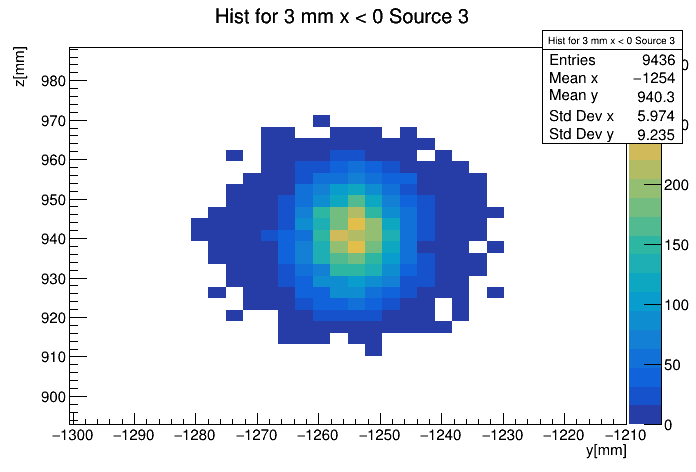 Hist for 3 mm x < 0 Source 3
Hist for 3 mm x < 0 Source 3
Entries 9436
Mean x −1254
Mean y 940.3
Std Dev x 5.974
Std Dev y 9.235
z[mm]
980
970
960
950
940
930
920
910
900
−1300 −1290 −1280 −1270 −1260 −1250 −1240 −1230 −1220 −1210
y[mm]
200
150
100
50
0